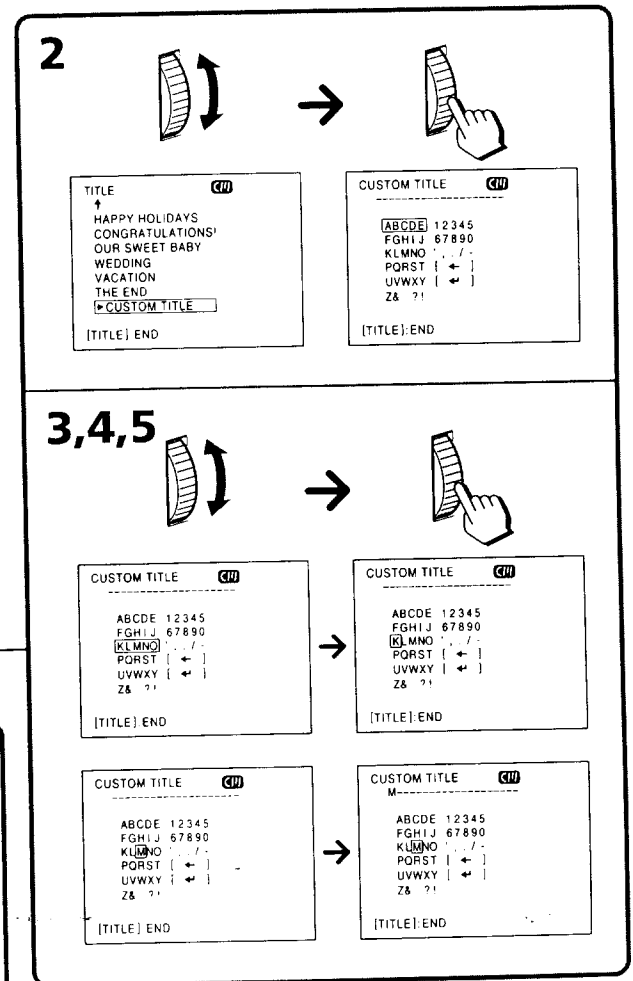 2
TITLE
HAPPY HOLIDAYS
CONGRATULATIONS!
OUR SWEET BABY
WEDDING
VACATION
THE END
▸CUSTOM TITLE
[TITLE] END
CUSTOM TITLE
--------------------
ABCDE 12345
FGHIJ 67890
KLMNO ' , . / -
PQRST [ ← ]
UVWXY [ ↵ ]
Z& ?!
[TITLE]:END
3,4,5
CUSTOM TITLE
--------------------
ABCDE 12345
FGHIJ 67890
KLMNO ' , . / -
PQRST [ ← ]
UVWXY [ ↵ ]
Z& ?!
[TITLE] END
CUSTOM TITLE
--------------------
ABCDE 12345
FGHIJ 67890
KLMNO ' , . / -
PQRST [ ← ]
UVWXY [ ↵ ]
Z& ?!
[TITLE]:END
CUSTOM TITLE
--------------------
ABCDE 12345
FGHIJ 67890
KLMNO ' , . / -
PQRST [ ← ]
UVWXY [ ↵ ]
Z& ?!
[TITLE] END
CUSTOM TITLE
M-------------------
ABCDE 12345
FGHIJ 67890
KLMNO ' , . / -
PQRST [ ← ]
UVWXY [ ↵ ]
Z& ?!
[TITLE]:END